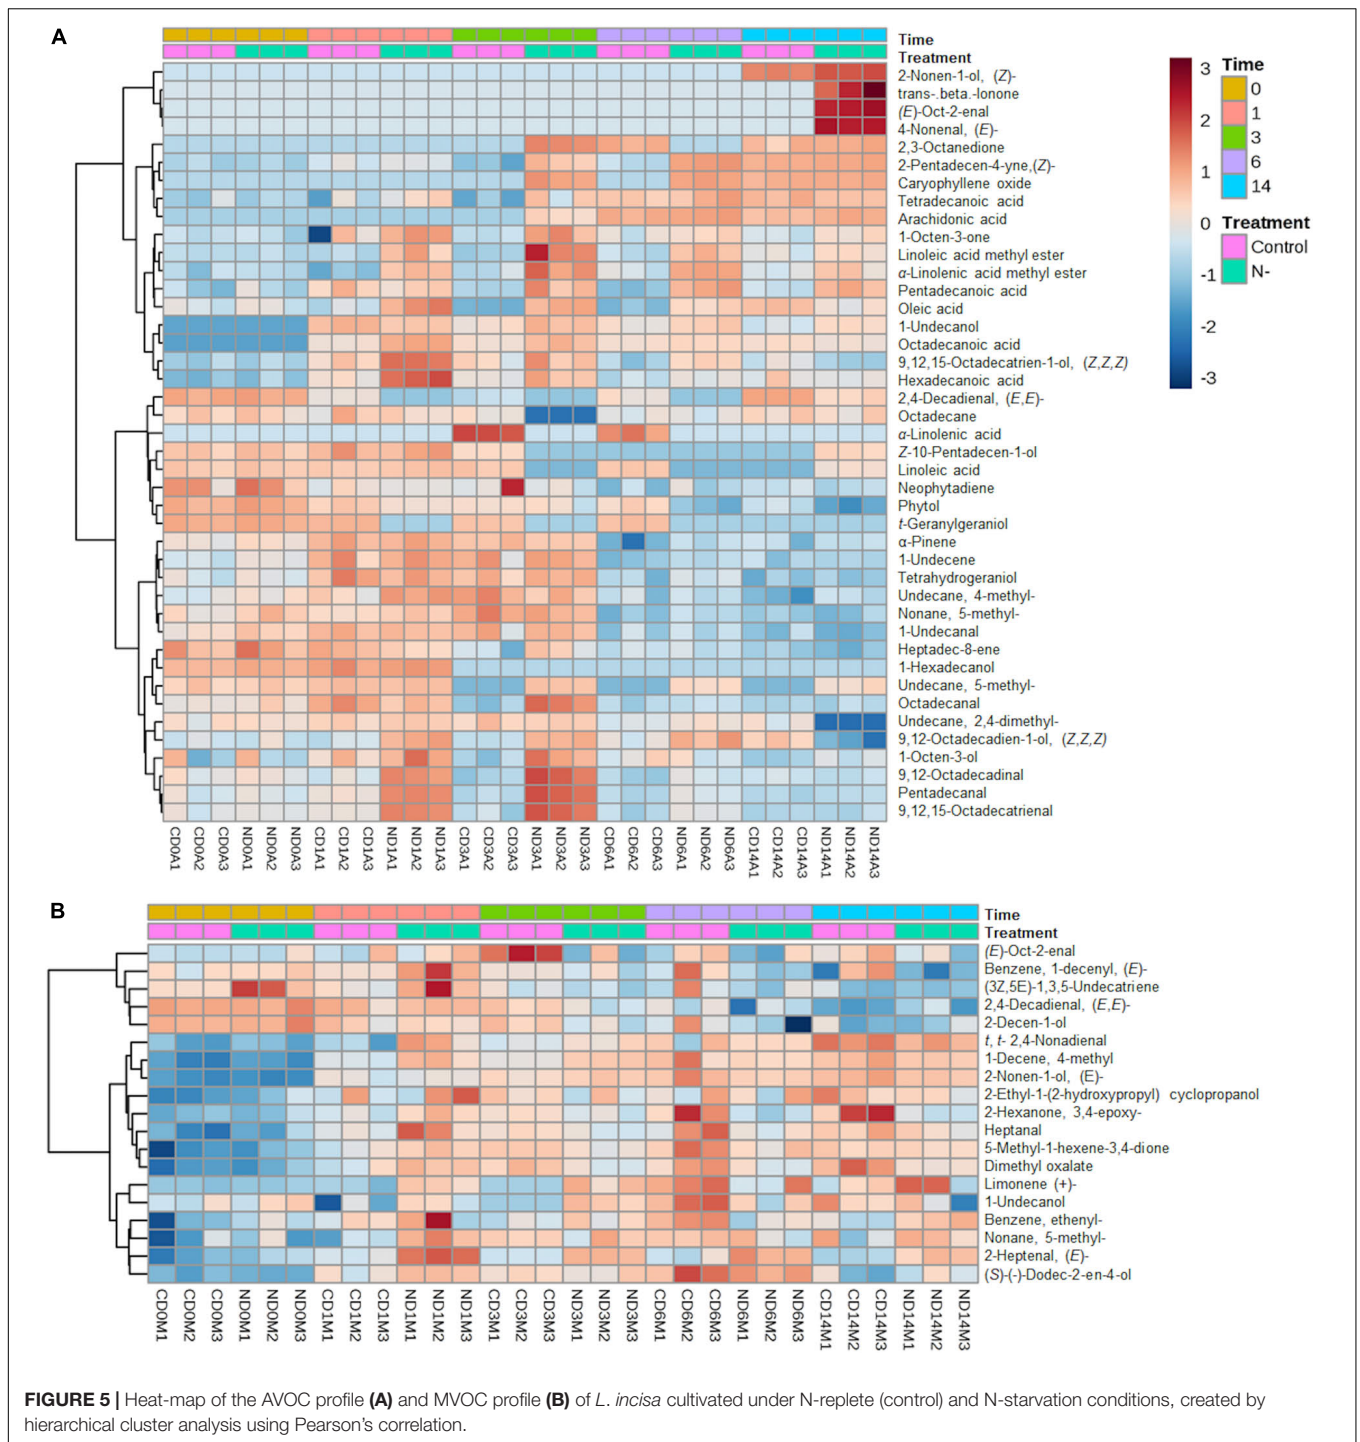 A
Time
Treatment
2-Nonen-1-ol, (Z)-
trans-.beta.-Ionone
(E)-Oct-2-enal
4-Nonenal, (E)-
2,3-Octanedione
2-Pentadecen-4-yne,(Z)-
Caryophyllene oxide
Tetradecanoic acid
Arachidonic acid
1-Octen-3-one
Linoleic acid methyl ester
α-Linolenic acid methyl ester
Pentadecanoic acid
Oleic acid
1-Undecanol
Octadecanoic acid
9,12,15-Octadecatrien-1-ol, (Z,Z,Z)
Hexadecanoic acid
2,4-Decadienal, (E,E)-
Octadecane
α-Linolenic acid
Z-10-Pentadecen-1-ol
Linoleic acid
Neophytadiene
Phytol
t-Geranylgeraniol
α-Pinene
1-Undecene
Tetrahydrogeraniol
Undecane, 4-methyl-
Nonane, 5-methyl-
1-Undecanal
Heptadec-8-ene
1-Hexadecanol
Undecane, 5-methyl-
Octadecanal
Undecane, 2,4-dimethyl-
9,12-Octadecadien-1-ol, (Z,Z,Z)
1-Octen-3-ol
9,12-Octadecadinal
Pentadecanal
9,12,15-Octadecatrienal
3
2
1
0
-1
-2
-3
Time
0
1
3
6
14
Treatment
Control
N-
CD0A1
CD0A2
CD0A3
ND0A1
ND0A2
ND0A3
CD1A1
CD1A2
CD1A3
ND1A1
ND1A2
ND1A3
CD3A1
CD3A2
CD3A3
ND3A1
ND3A2
ND3A3
CD6A1
CD6A2
CD6A3
ND6A1
ND6A2
ND6A3
CD14A1
CD14A2
CD14A3
ND14A1
ND14A2
ND14A3
B
Time
Treatment
(E)-Oct-2-enal
Benzene, 1-decenyl, (E)-
(3Z,5E)-1,3,5-Undecatriene
2,4-Decadienal, (E,E)-
2-Decen-1-ol
t, t- 2,4-Nonadienal
1-Decene, 4-methyl
2-Nonen-1-ol, (E)-
2-Ethyl-1-(2-hydroxypropyl) cyclopropanol
2-Hexanone, 3,4-epoxy-
Heptanal
5-Methyl-1-hexene-3,4-dione
Dimethyl oxalate
Limonene (+)-
1-Undecanol
Benzene, ethenyl-
Nonane, 5-methyl-
2-Heptenal, (E)-
(S)-(-)-Dodec-2-en-4-ol
CD0M1
CD0M2
CD0M3
ND0M1
ND0M2
ND0M3
CD1M1
CD1M2
CD1M3
ND1M1
ND1M2
ND1M3
CD3M1
CD3M2
CD3M3
ND3M1
ND3M2
ND3M3
CD6M1
CD6M2
CD6M3
ND6M1
ND6M2
ND6M3
CD14M1
CD14M2
CD14M3
ND14M1
ND14M2
ND14M3
FIGURE 5 | Heat-map of the AVOC profile (A) and MVOC profile (B) of L. incisa cultivated under N-replete (control) and N-starvation conditions, created by
hierarchical cluster analysis using Pearson's correlation.